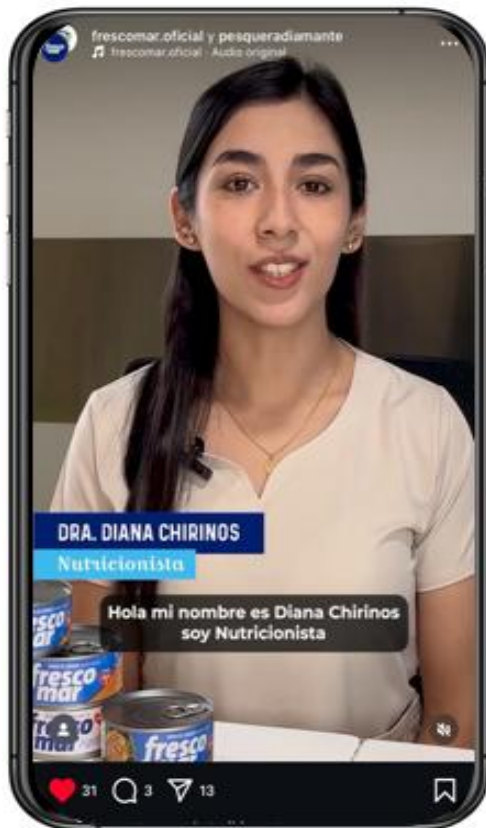 frescomar.oficial y pesqueradiamante
frescomar.oficial · Audio original
DRA. DIANA CHIRINOS
Nutricionista
Hola mi nombre es Diana Chirinos
soy Nutricionista
fresco
mar
fresco
mar
fresco
31 3 13